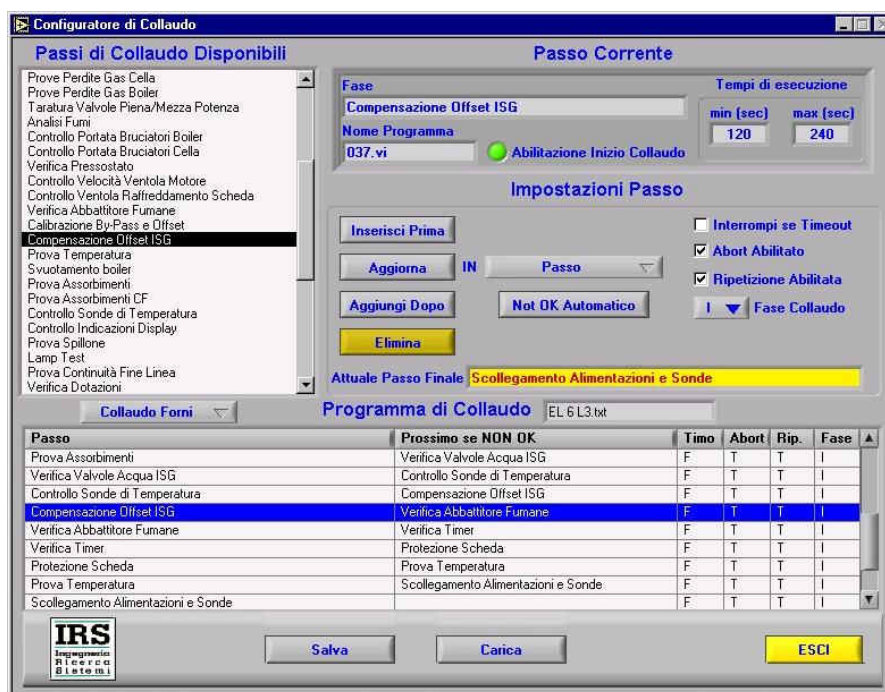 Configuratore di Collaudo
Passi di Collaudo Disponibili
Prove Perdite Gas Cella
Prove Perdite Gas Boiler
Taratura Valvole Piena/Mezza Potenza
Analisi Fumi
Controllo Portata Bruciatori Boiler
Controllo Portata Bruciatori Cella
Verifica Pressostato
Controllo Velocità Ventola Motore
Controllo Ventola Raffreddamento Scheda
Verifica Abbattitore Fumane
Calibrazione By-Pass e Offset
Compensazione Offset ISG
Prova Temperatura
Svuotamento boiler
Prova Assorbimenti
Prova Assorbimenti CF
Controllo Sonde di Temperatura
Controllo Indicazioni Display
Prova Spillone
Lamp Test
Prova Continuità Fine Linea
Verifica Dotazioni
Passo Corrente
Fase
Compensazione Offset ISG
Nome Programma
037.vi
Abilitazione Inizio Collaudo
Tempi di esecuzione
min (sec) max (sec)
120 240
Impostazioni Passo
Inserisci Prima
Aggiorna IN Passo
Aggiungi Dopo Not OK Automatico
Elimina
Interrompi se Timeout
Abort Abilitato
Ripetizione Abilitata
I Fase Collaudo
Attuale Passo Finale Scollegamento Alimentazioni e Sonde
Collaudo Forni Programma di Collaudo EL 6 L3.txt
Passo Prossimo se NON OK Timo Abort Rip. Fase
Prova Assorbimenti Verifica Valvole Acqua ISG F T T I
Verifica Valvole Acqua ISG Controllo Sonde di Temperatura F T T I
Controllo Sonde di Temperatura Compensazione Offset ISG F T T I
Compensazione Offset ISG Verifica Abbattitore Fumane F T T I
Verifica Abbattitore Fumane Verifica Timer F T T I
Verifica Timer Protezione Scheda F T T I
Protezione Scheda Prova Temperatura F T T I
Prova Temperatura Scollegamento Alimentazioni e Sonde F T T I
Scollegamento Alimentazioni e Sonde F T T I
IRS
Ingegneria
Ricerca
Sistemi
Salva Carica ESCI